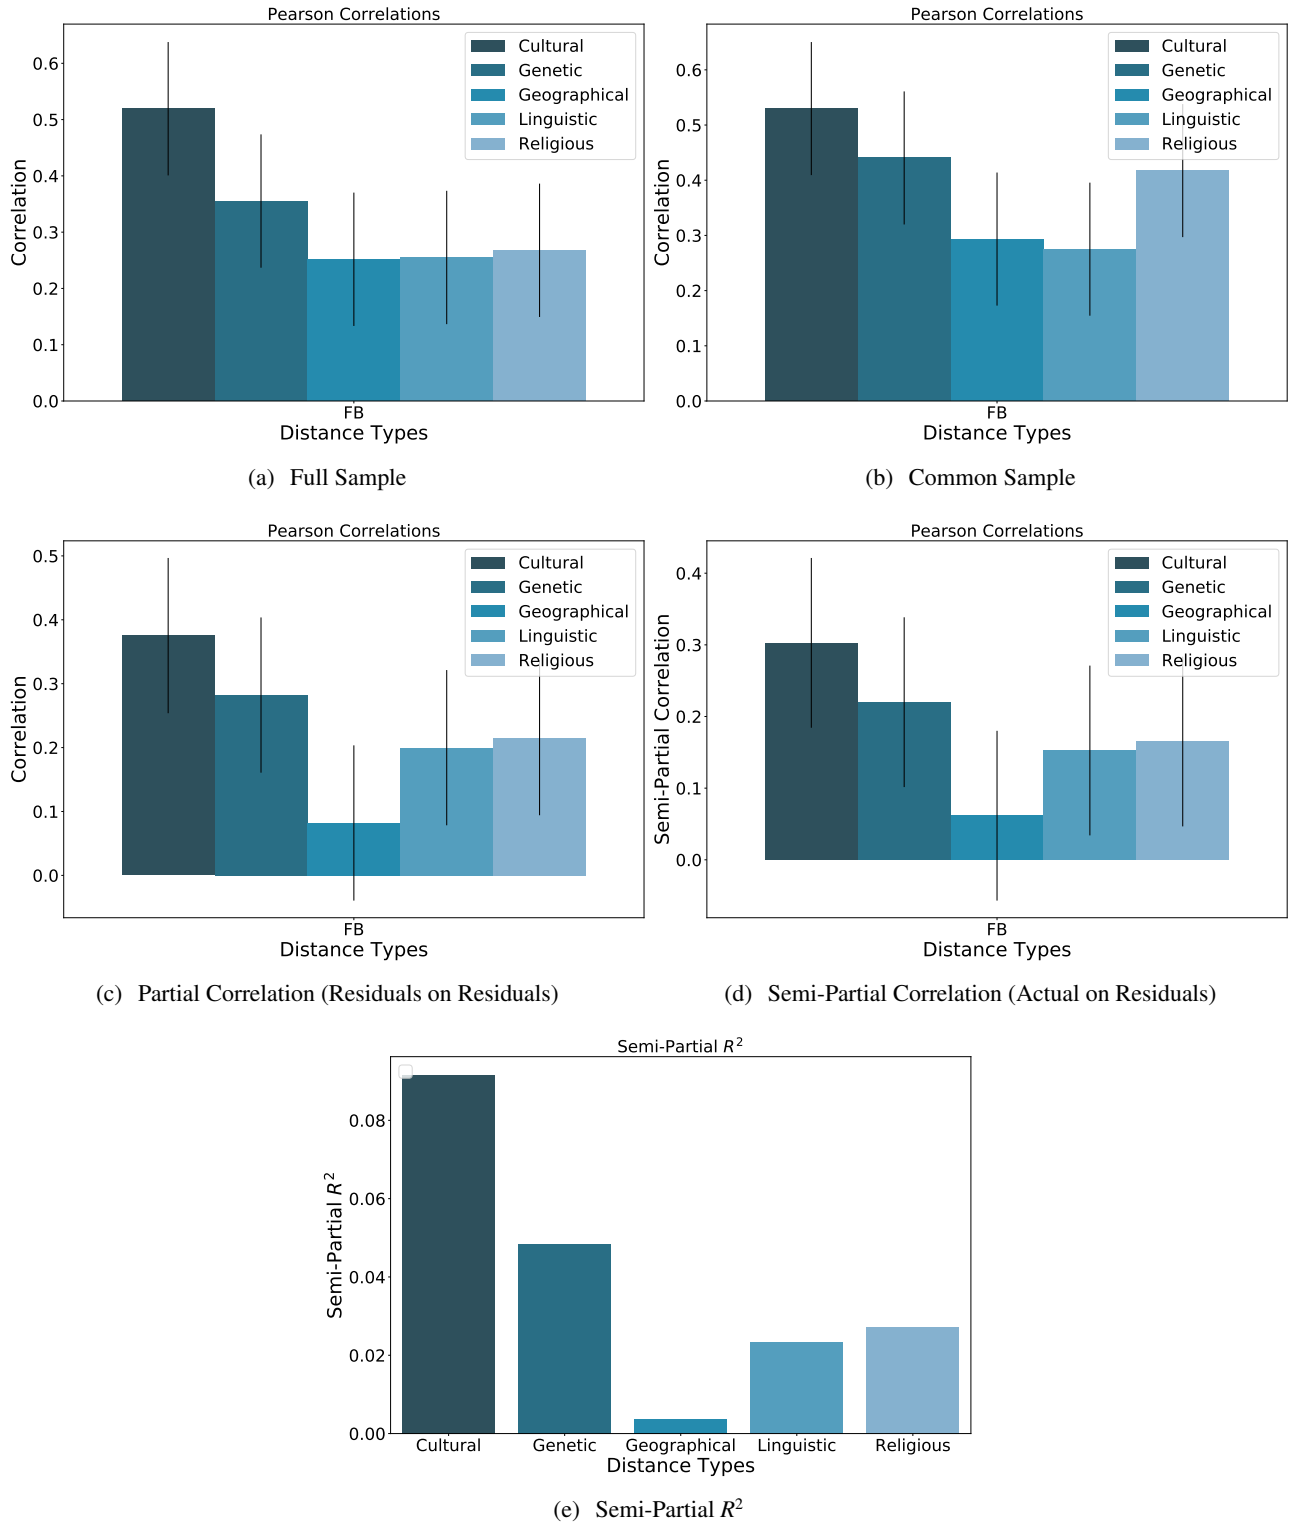 Pearson Correlations
0.6
0.5
0.4
0.3
0.2
0.1
0.0
Correlation
Cultural
Genetic
Geographical
Linguistic
Religious
FB
Distance Types
(a) Full Sample
Pearson Correlations
0.6
0.5
0.4
0.3
0.2
0.1
0.0
Correlation
Cultural
Genetic
Geographical
Linguistic
Religious
FB
Distance Types
(b) Common Sample
Pearson Correlations
0.5
0.4
0.3
0.2
0.1
0.0
Correlation
Cultural
Genetic
Geographical
Linguistic
Religious
FB
Distance Types
(c) Partial Correlation (Residuals on Residuals)
Pearson Correlations
0.4
0.3
0.2
0.1
0.0
Semi-Partial Correlation
Cultural
Genetic
Geographical
Linguistic
Religious
FB
Distance Types
(d) Semi-Partial Correlation (Actual on Residuals)
Semi-Partial R²
0.08
0.06
0.04
0.02
0.00
Semi-Partial R²
Cultural Genetic Geographical Linguistic Religious
Distance Types
(e) Semi-Partial R²